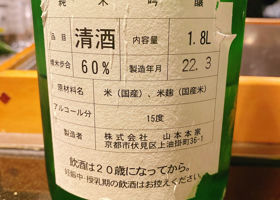 純米吟醸
品目 清酒 内容量 1.8L
精米歩合 60% 製造年月 22.3
原材料名 米(国産)、米麹(国産米)
アルコール分 15度
製造者 株式会社 山本本家
京都市伏見区上油掛町36-1
飲酒は20歳になってから。
妊娠中・授乳期の飲酒はお控えください